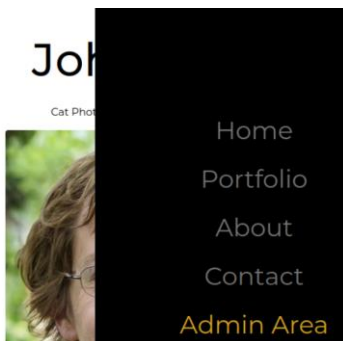 Joh
Cat Phot
Home
Portfolio
About
Contact
Admin Area